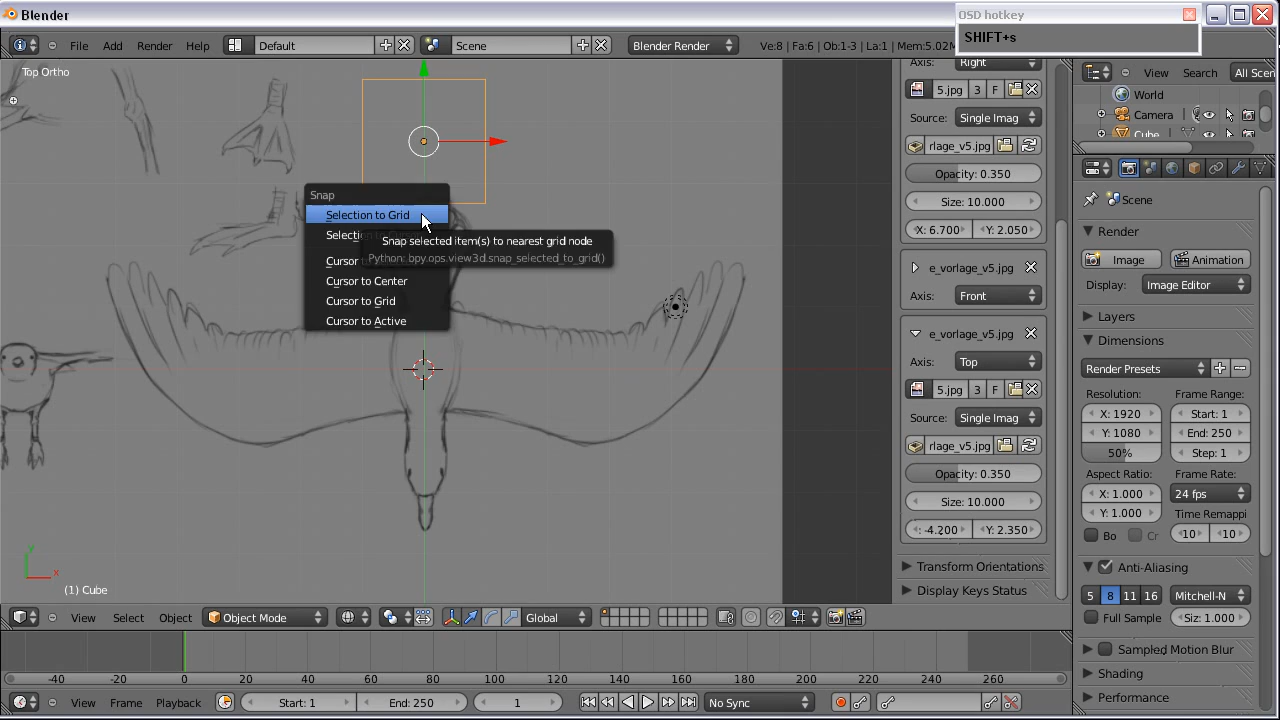 Blender
OSD hotkey
SHIFT+s
File Add Render Help Default Scene Blender Render Ve:8 | Fa:6 | Ob:1-3 | La:1 | Mem:5.02M
Top Ortho
Snap
Selection to Grid
Snap selected item(s) to nearest grid node
Python: bpy.ops.view3d.snap_selected_to_grid()
Cursor
Cursor to Center
Cursor to Grid
Cursor to Active
y
x
(1) Cube
Axis: Right
5.jpg 3 F
Source: Single Imag
rlage_v5.jpg
Opacity: 0.350
Size: 10.000
X: 6.700 Y: 2.050
e_vorlage_v5.jpg
Axis: Front
e_vorlage_v5.jpg
Axis: Top
5.jpg 3 F
Source: Single Imag
rlage_v5.jpg
Opacity: 0.350
Size: 10.000
: -4.200 Y: 2.350
Transform Orientations
Display Keys Status
View Search All Scen
World
Camera
Cube
Scene
Render
Image Animation
Display: Image Editor
Layers
Dimensions
Render Presets
Resolution: Frame Range:
X: 1920 Start: 1
Y: 1080 End: 250
50% Step: 1
Aspect Ratio: Frame Rate:
X: 1.000 24 fps
Y: 1.000 Time Remappi
Bo Cr 10 10
Anti-Aliasing
5 8 11 16 Mitchell-N
Full Sample Siz: 1.000
Sampled Motion Blur
Shading
Performance
View Select Object Object Mode Global
-40 -20 0 20 40 60 80 100 120 140 160 180 200 220 240 260
View Frame Playback Start: 1 End: 250 1 No Sync